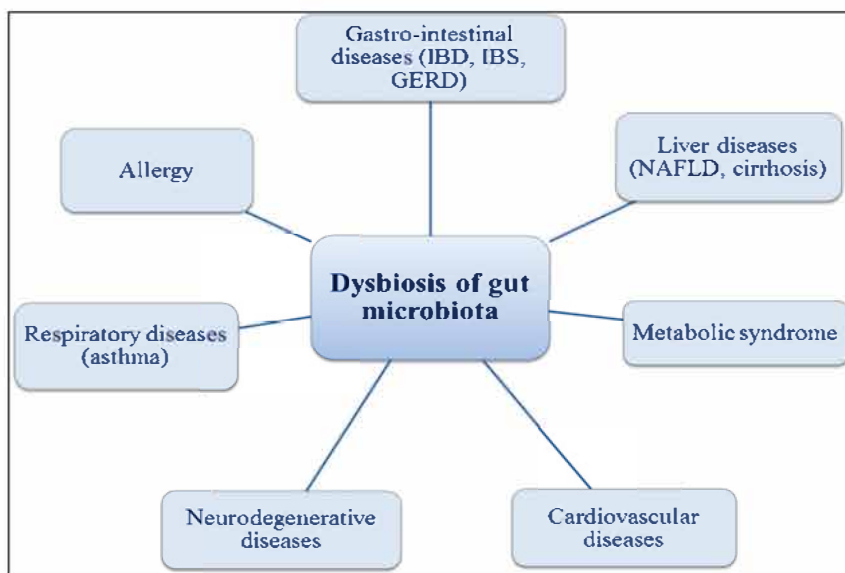 Gastro-intestinal
diseases (IBD, IBS,
GERD)
Liver diseases
(NAFLD, cirrhosis)
Allergy
Dysbiosis of gut
microbiota
Respiratory diseases
(asthma)
Metabolic syndrome
Neurodegenerative
diseases
Cardiovascular
diseases